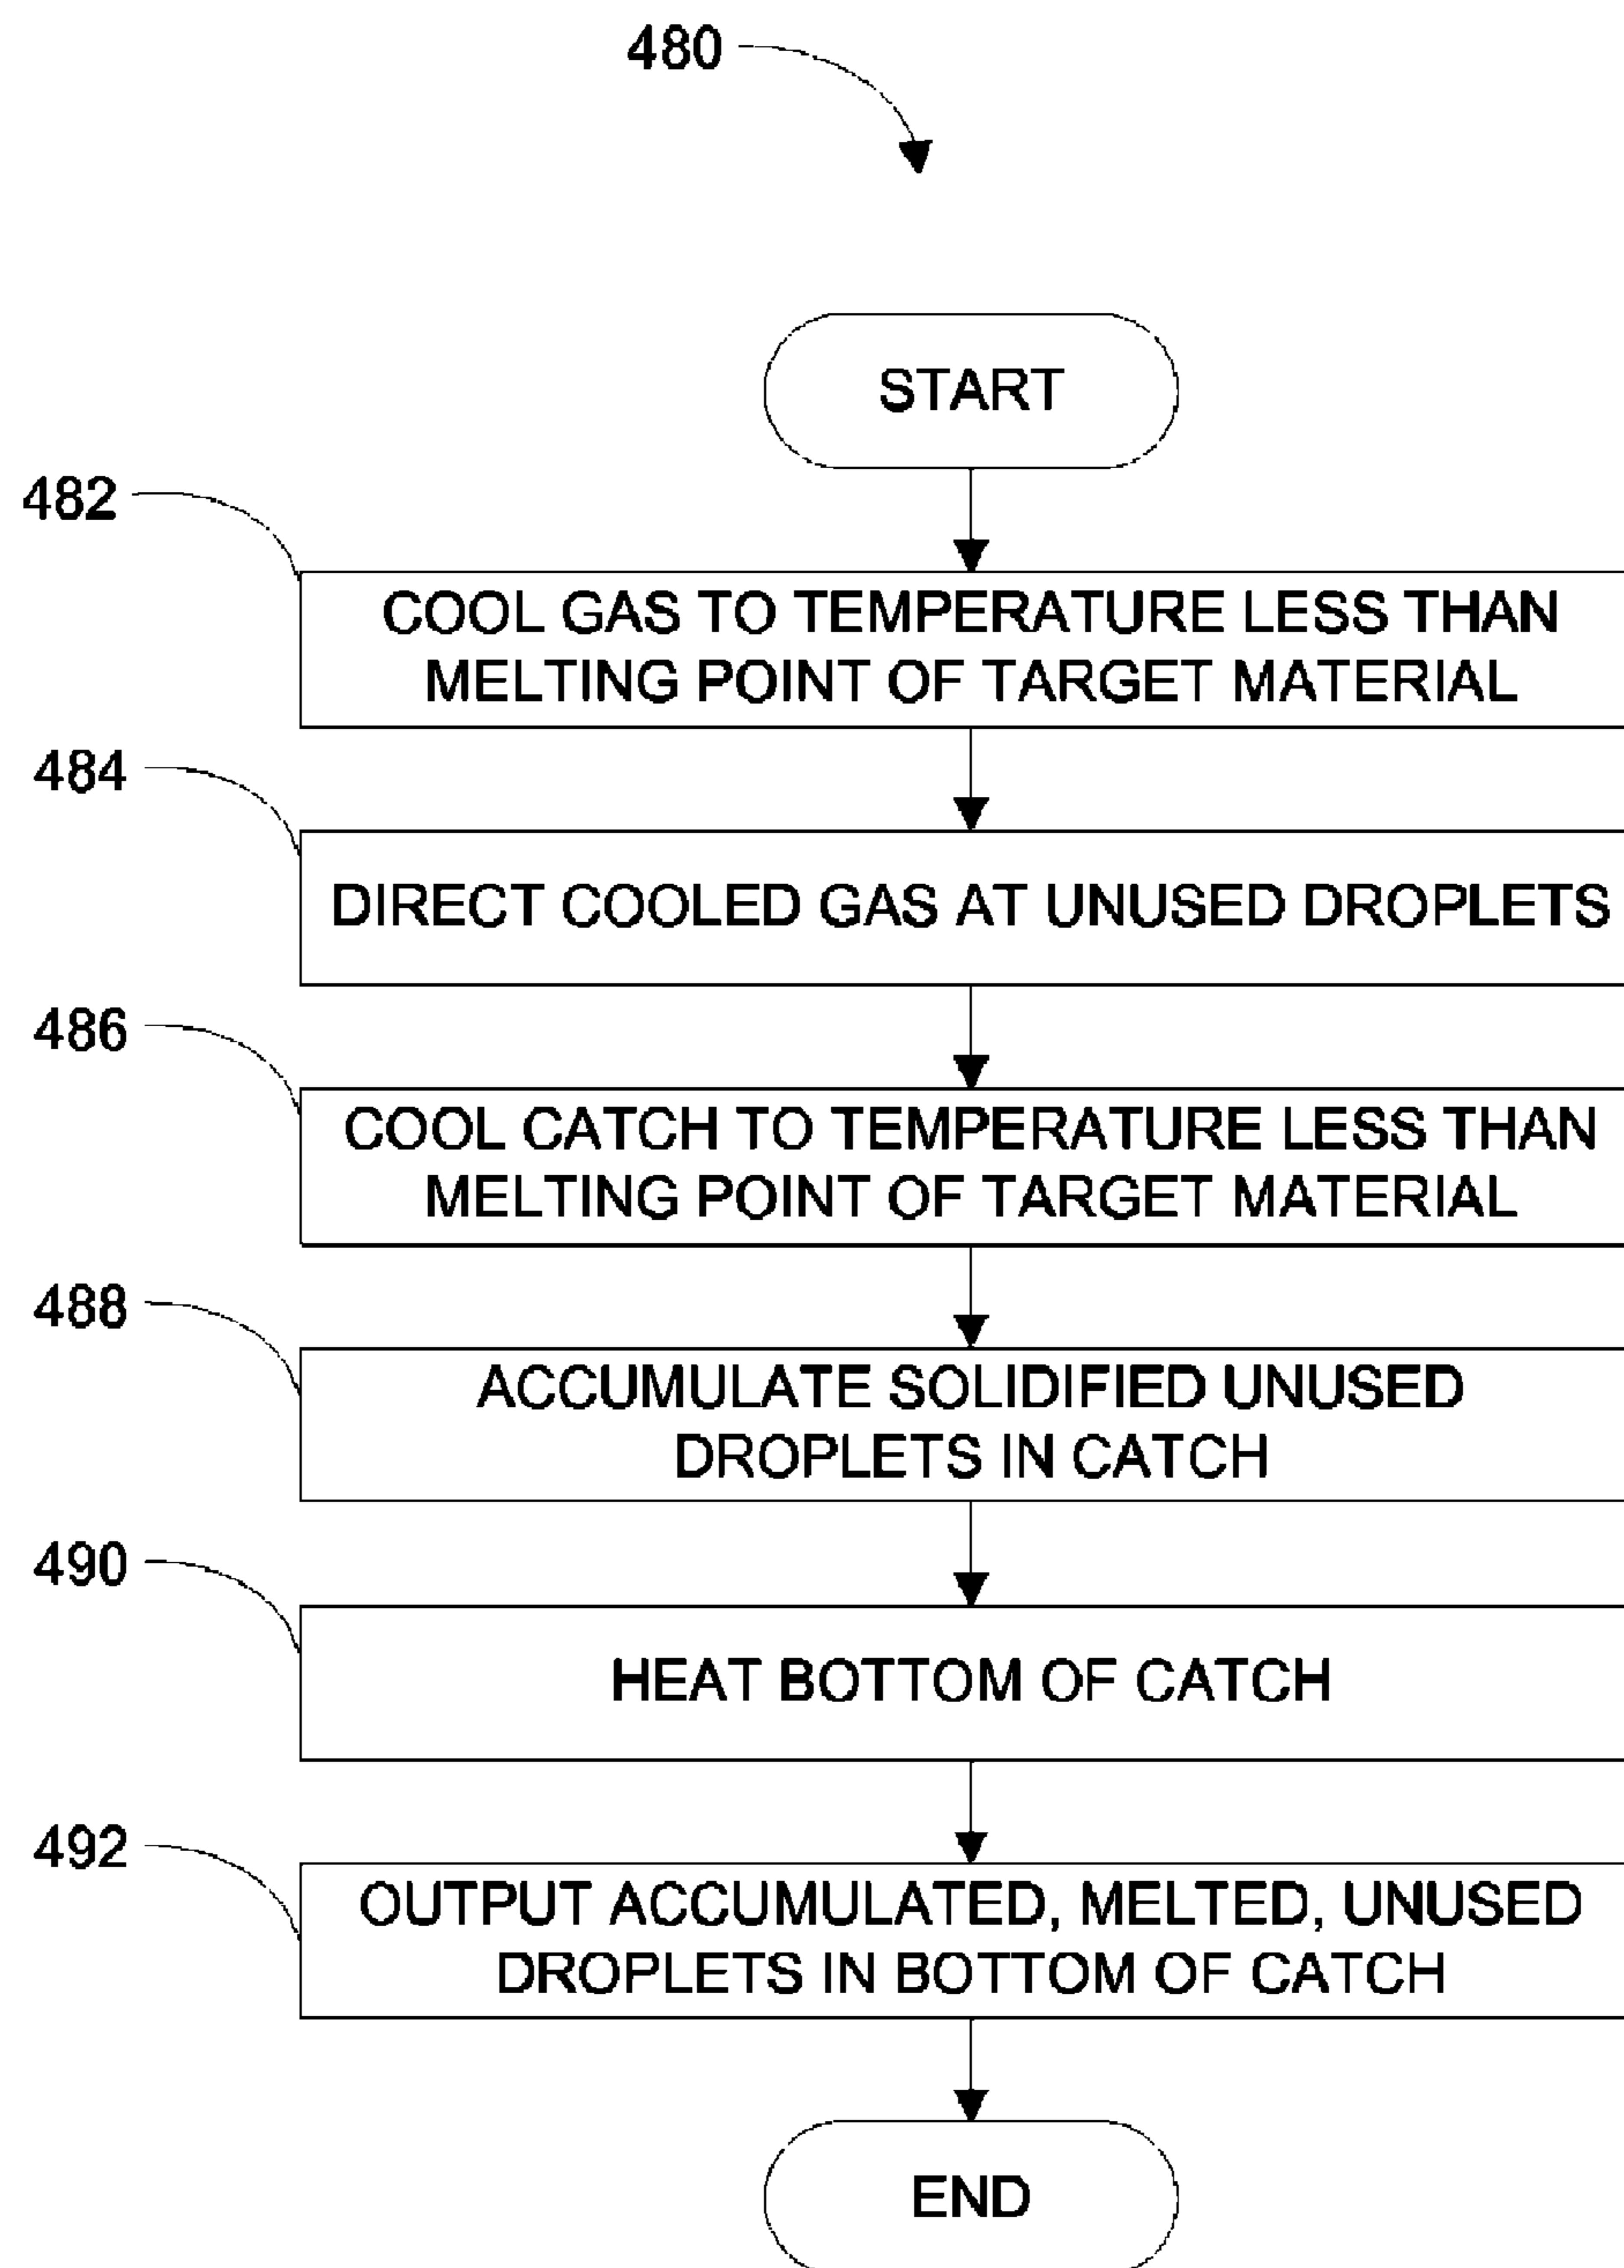 480
START
482
COOL GAS TO TEMPERATURE LESS THAN
MELTING POINT OF TARGET MATERIAL
484
DIRECT COOLED GAS AT UNUSED DROPLETS
486
COOL CATCH TO TEMPERATURE LESS THAN
MELTING POINT OF TARGET MATERIAL
488
ACCUMULATE SOLIDIFIED UNUSED
DROPLETS IN CATCH
490
HEAT BOTTOM OF CATCH
492
OUTPUT ACCUMULATED, MELTED, UNUSED
DROPLETS IN BOTTOM OF CATCH
END